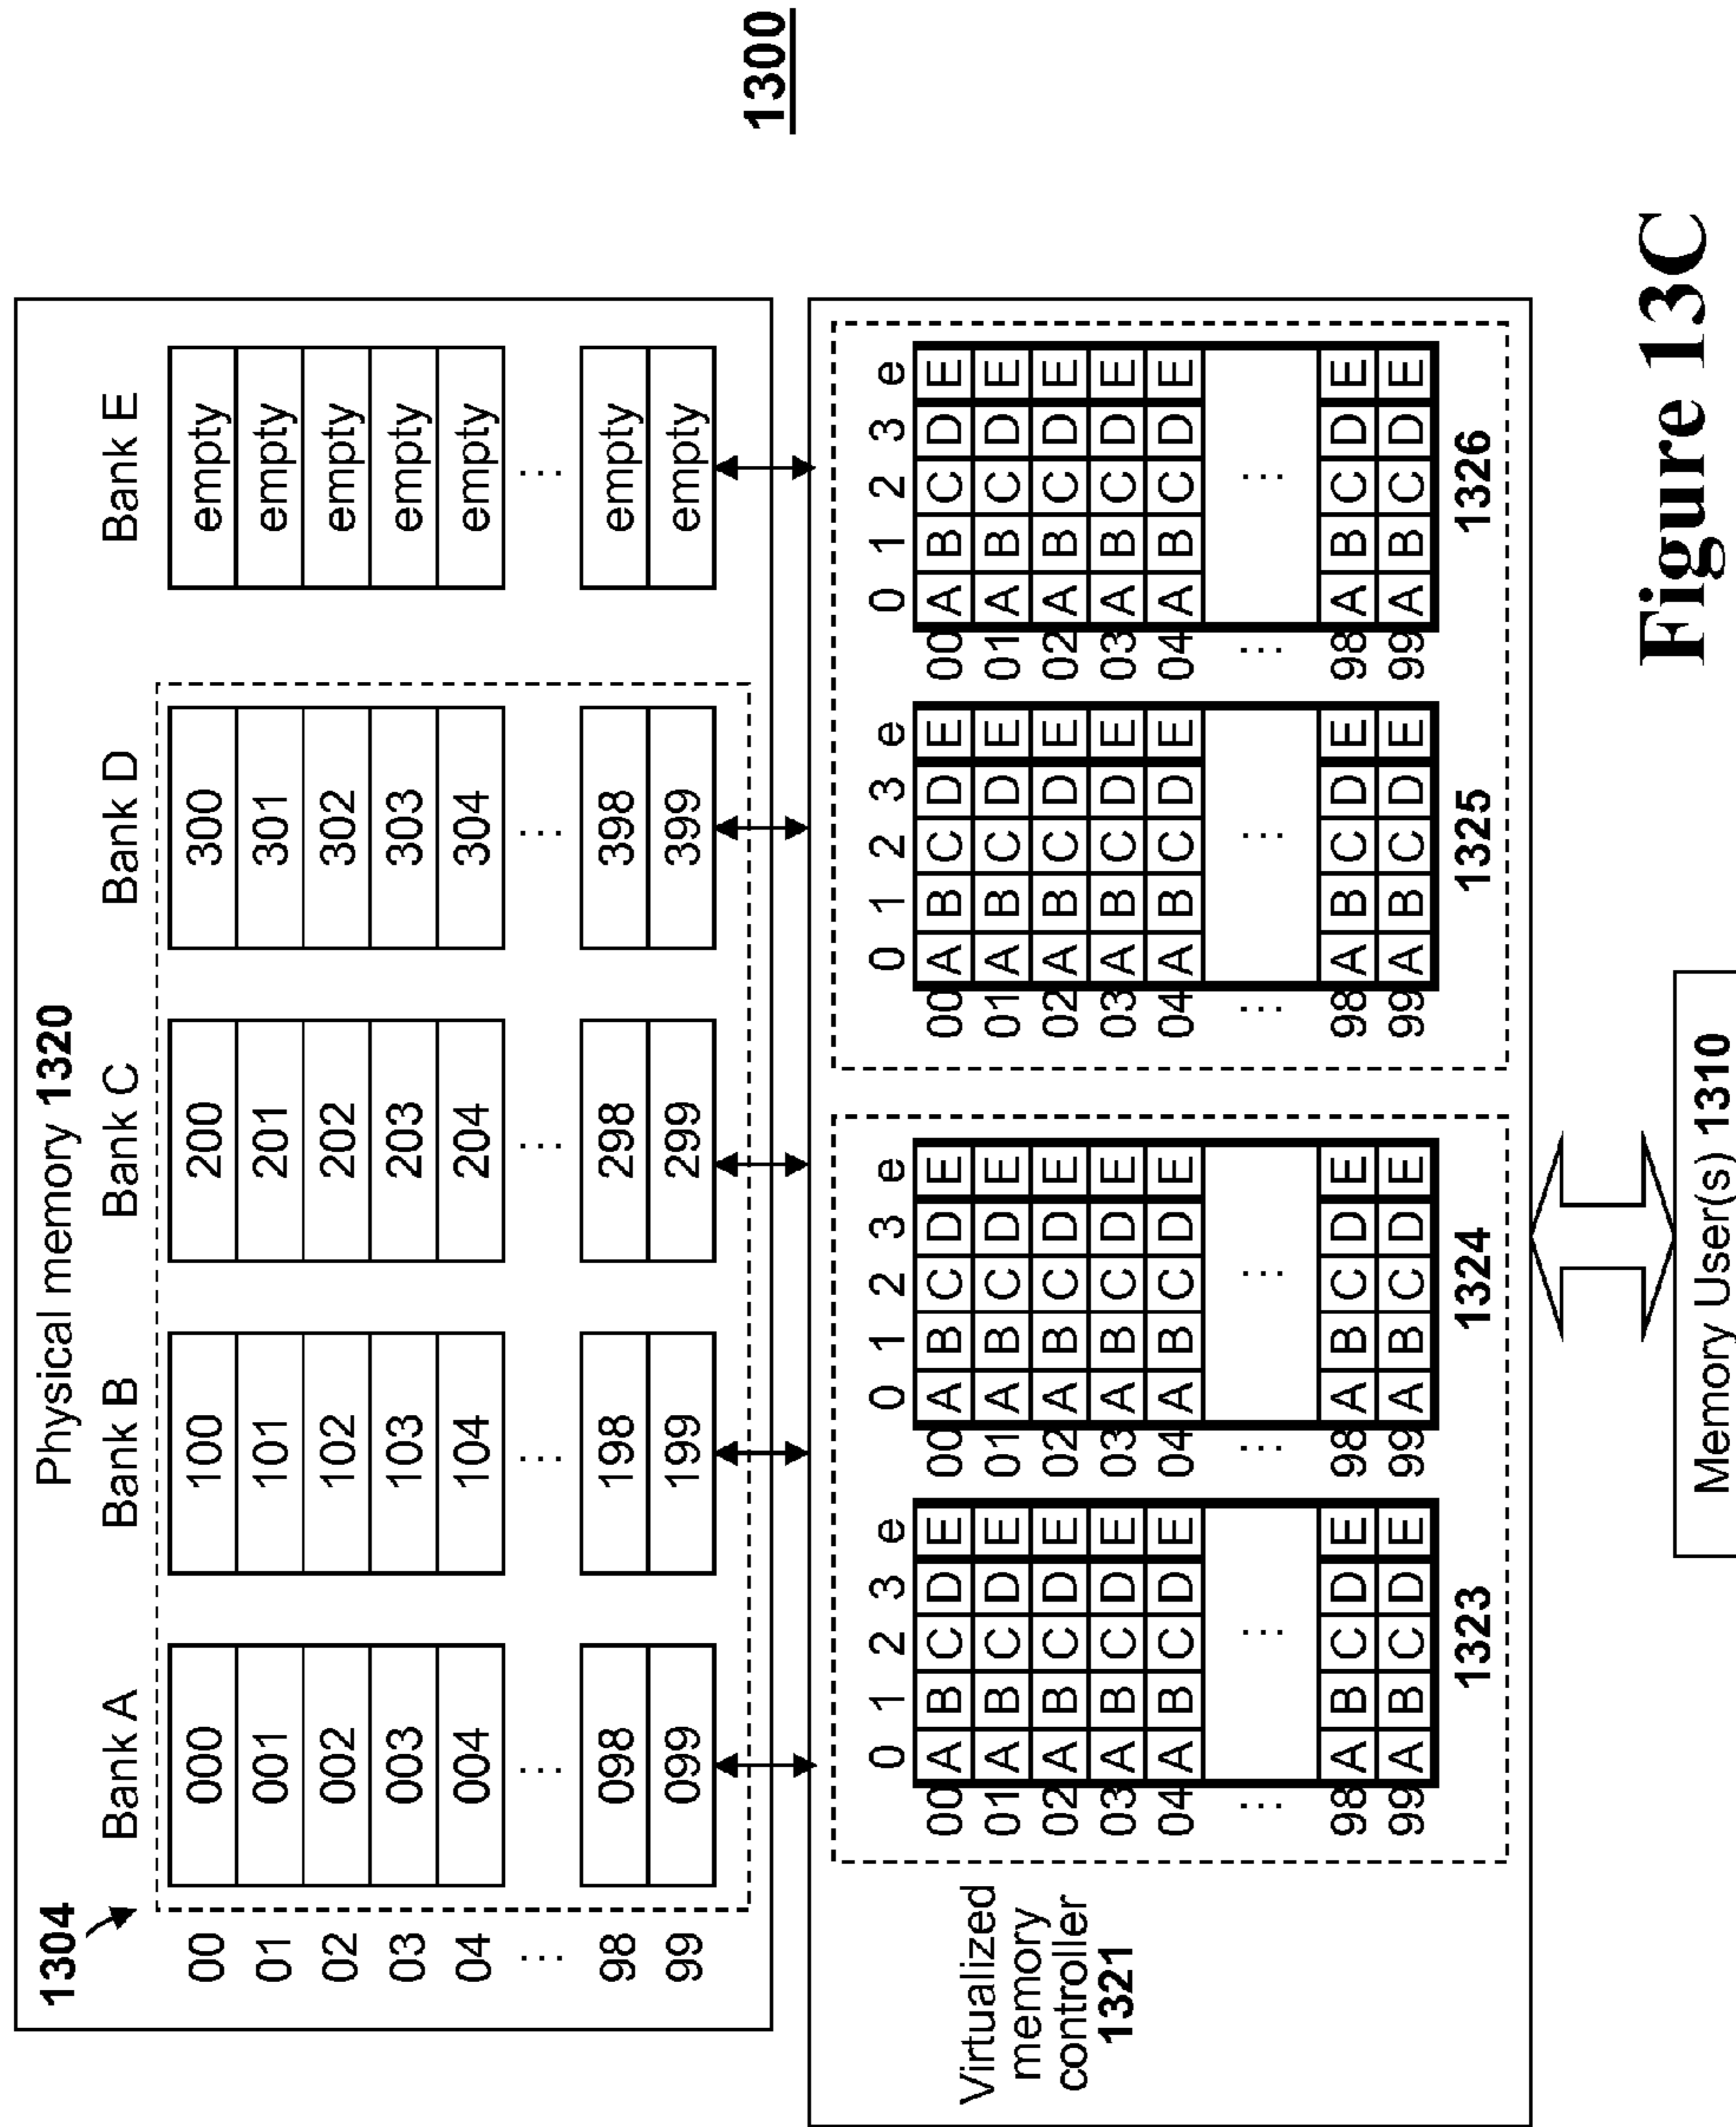 1300
Physical memory 1320
1304
Bank A Bank B Bank C Bank D Bank E
00 000 100 200 300 empty
01 001 101 201 301 empty
02 002 102 202 302 empty
03 003 103 203 303 empty
04 004 104 204 304 empty
... ... ... ... ... ...
98 098 198 298 398 empty
99 099 199 299 399 empty
Virtualized
memory
controller
1321
0 1 2 3 e 0 1 2 3 e 0 1 2 3 e 0 1 2 3 e
00 A B C D E 00 A B C D E 00 A B C D E 00 A B C D E
01 A B C D E 01 A B C D E 01 A B C D E 01 A B C D E
02 A B C D E 02 A B C D E 02 A B C D E 02 A B C D E
03 A B C D E 03 A B C D E 03 A B C D E 03 A B C D E
04 A B C D E 04 A B C D E 04 A B C D E 04 A B C D E
... ... ... ... ... ... ... ...
98 A B C D E 98 A B C D E 98 A B C D E 98 A B C D E
99 A B C D E 99 A B C D E 99 A B C D E 99 A B C D E
1323 1324 1325 1326
Memory User(s) 1310
Figure 13C